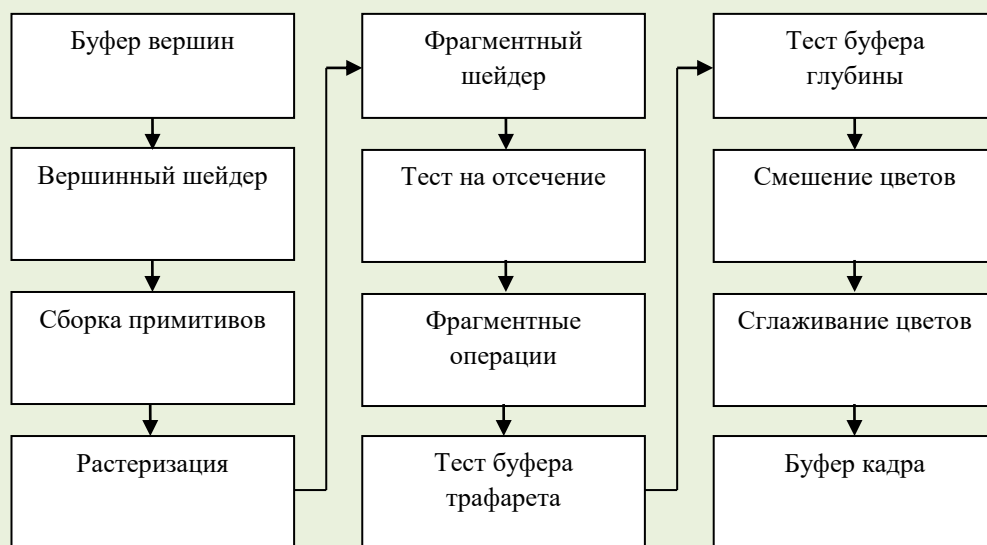 Буфер вершин
Вершинный шейдер
Сборка примитивов
Растеризация
Фрагментный
шейдер
Тест на отсечение
Фрагментные
операции
Тест буфера
трафарета
Тест буфера
глубины
Смешение цветов
Сглаживание цветов
Буфер кадра